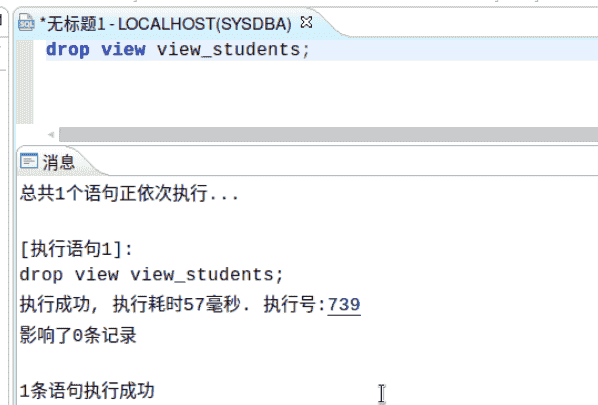 *无标题1 - LOCALHOST(SYSDBA)
drop view view_students;
消息
总共1个语句正依次执行...
[执行语句1]:
drop view view_students;
执行成功, 执行耗时57毫秒. 执行号:739
影响了0条记录
1条语句执行成功